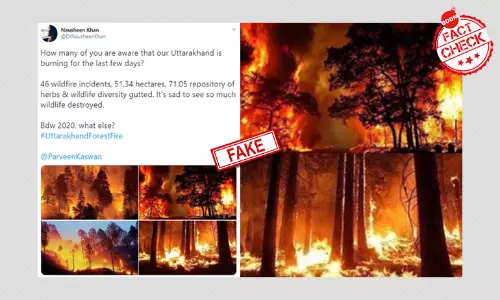 Nausheen Khan
@DrNausheenKhan
How many of you are aware that our Uttarakhand is
burning for the last few days?
46 wildfire incidents, 51.34 hectares, 71.05 repository of
herbs & wildlife diversity gutted. It's sad to see so much
wildlife destroyed.
Bdw 2020. what else?
#UttarakhandForestFire
@ParveenKaswan
FAKE
BOOM
FACT
CHECK